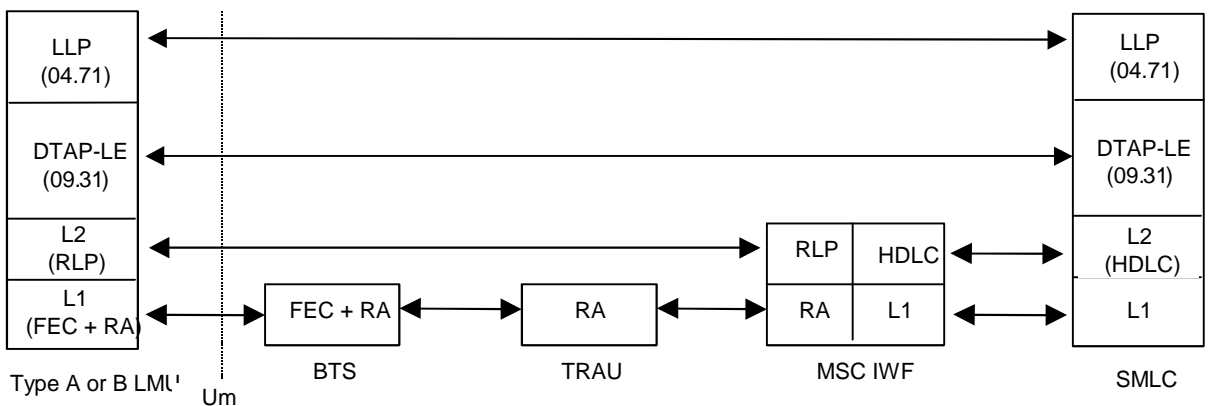 LLP
(04.71)
LLP
(04.71)
DTAP-LE
(09.31)
DTAP-LE
(09.31)
L2
(RLP)
RLP
HDLC
L2
(HDLC)
L1
(FEC + RA)
FEC + RA
RA
RA
L1
L1
Type A or B LMU
BTS
TRAU
MSC IWF
SMLC
Um